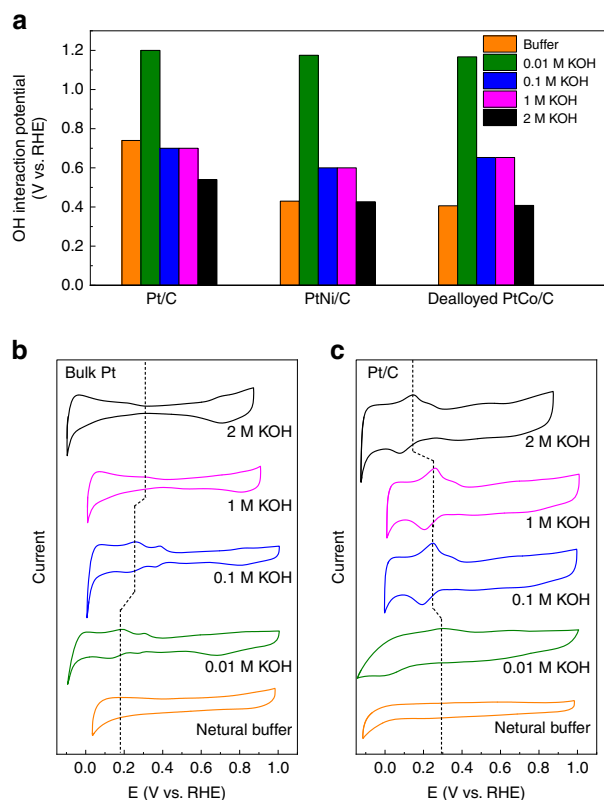 a
OH interaction potential
(V vs. RHE)
1.2
1.0
0.8
0.6
0.4
0.2
0.0
Buffer
0.01 M KOH
0.1 M KOH
1 M KOH
2 M KOH
Pt/C
PtNi/C
Dealloyed PtCo/C
b
Bulk Pt
Current
2 M KOH
1 M KOH
0.1 M KOH
0.01 M KOH
Netural buffer
0.0 0.2 0.4 0.6 0.8 1.0
E (V vs. RHE)
c
Pt/C
Current
2 M KOH
1 M KOH
0.1 M KOH
0.01 M KOH
Netural buffer
0.0 0.2 0.4 0.6 0.8 1.0
E (V vs. RHE)